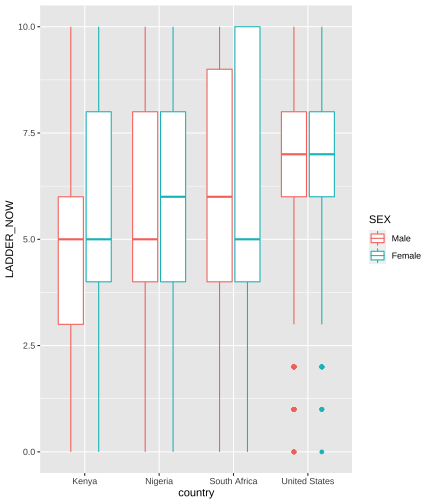 LADDER_NOW
10.0
7.5
5.0
2.5
0.0
Kenya Nigeria South Africa United States
country
SEX
Male
Female